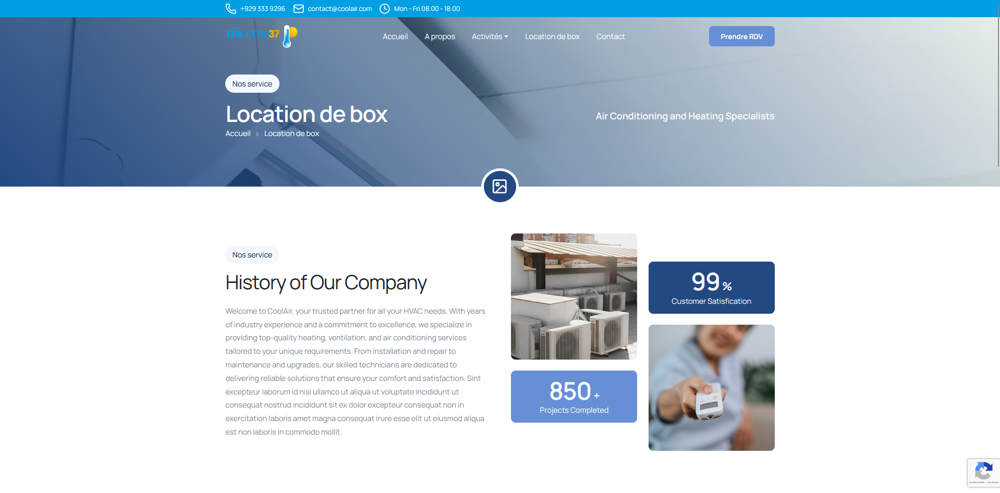 +929 333 9296 contact@coolair.com Mon - Fri 08.00 - 18.00
FRIGCOM37
Accueil A propos Activités Location de box Contact
Prendre RDV
Nos service
Location de box
Accueil Location de box
Air Conditioning and Heating Specialists
Nos service
History of Our Company
Welcome to CoolAir, your trusted partner for all your HVAC needs. With years
of industry experience and a commitment to excellence, we specialize in
providing top-quality heating, ventilation, and air conditioning services
tailored to your unique requirements. From installation and repair to
maintenance and upgrades, our skilled technicians are dedicated to
delivering reliable solutions that ensure your comfort and satisfaction. Sint
excepteur laborum id nisi ullamco ut aliqua ut voluptate incididunt ut
consequat nostrud incididunt sit ex dolor excepteur consequat non in
exercitation laboris amet magna consequat irure esse elit ut eiusmod aliqua
est non laboris in commodo mollit.
850 +
Projects Completed
99 %
Customer Satisfication
Confidentialité - Conditions